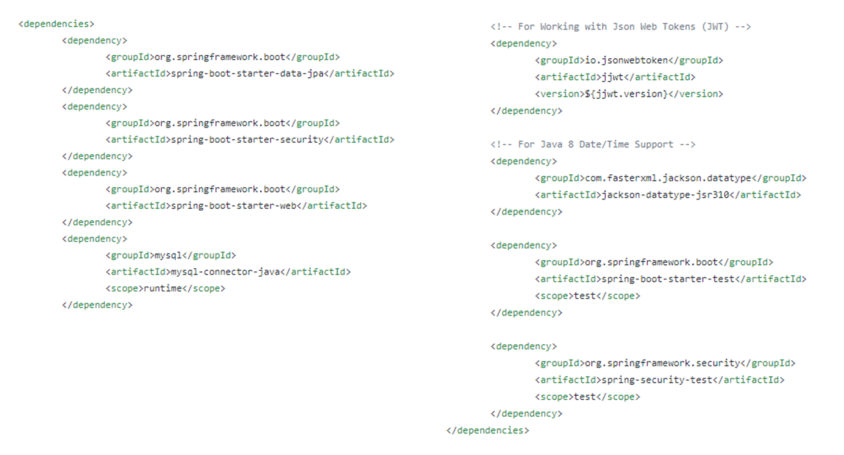 <dependencies>
<dependency>
<groupId>org.springframework.boot</groupId>
<artifactId>spring-boot-starter-data-jpa</artifactId>
</dependency>
<dependency>
<groupId>org.springframework.boot</groupId>
<artifactId>spring-boot-starter-security</artifactId>
</dependency>
<dependency>
<groupId>org.springframework.boot</groupId>
<artifactId>spring-boot-starter-web</artifactId>
</dependency>
<dependency>
<groupId>mysql</groupId>
<artifactId>mysql-connector-java</artifactId>
<scope>runtime</scope>
</dependency>
<!-- For Working with Json Web Tokens (JWT) -->
<dependency>
<groupId>io.jsonwebtoken</groupId>
<artifactId>jjwt</artifactId>
<version>${jjwt.version}</version>
</dependency>
<!-- For Java 8 Date/Time Support -->
<dependency>
<groupId>com.fasterxml.jackson.datatype</groupId>
<artifactId>jackson-datatype-jsr310</artifactId>
</dependency>
<dependency>
<groupId>org.springframework.boot</groupId>
<artifactId>spring-boot-starter-test</artifactId>
<scope>test</scope>
</dependency>
<dependency>
<groupId>org.springframework.security</groupId>
<artifactId>spring-security-test</artifactId>
<scope>test</scope>
</dependency>
</dependencies>